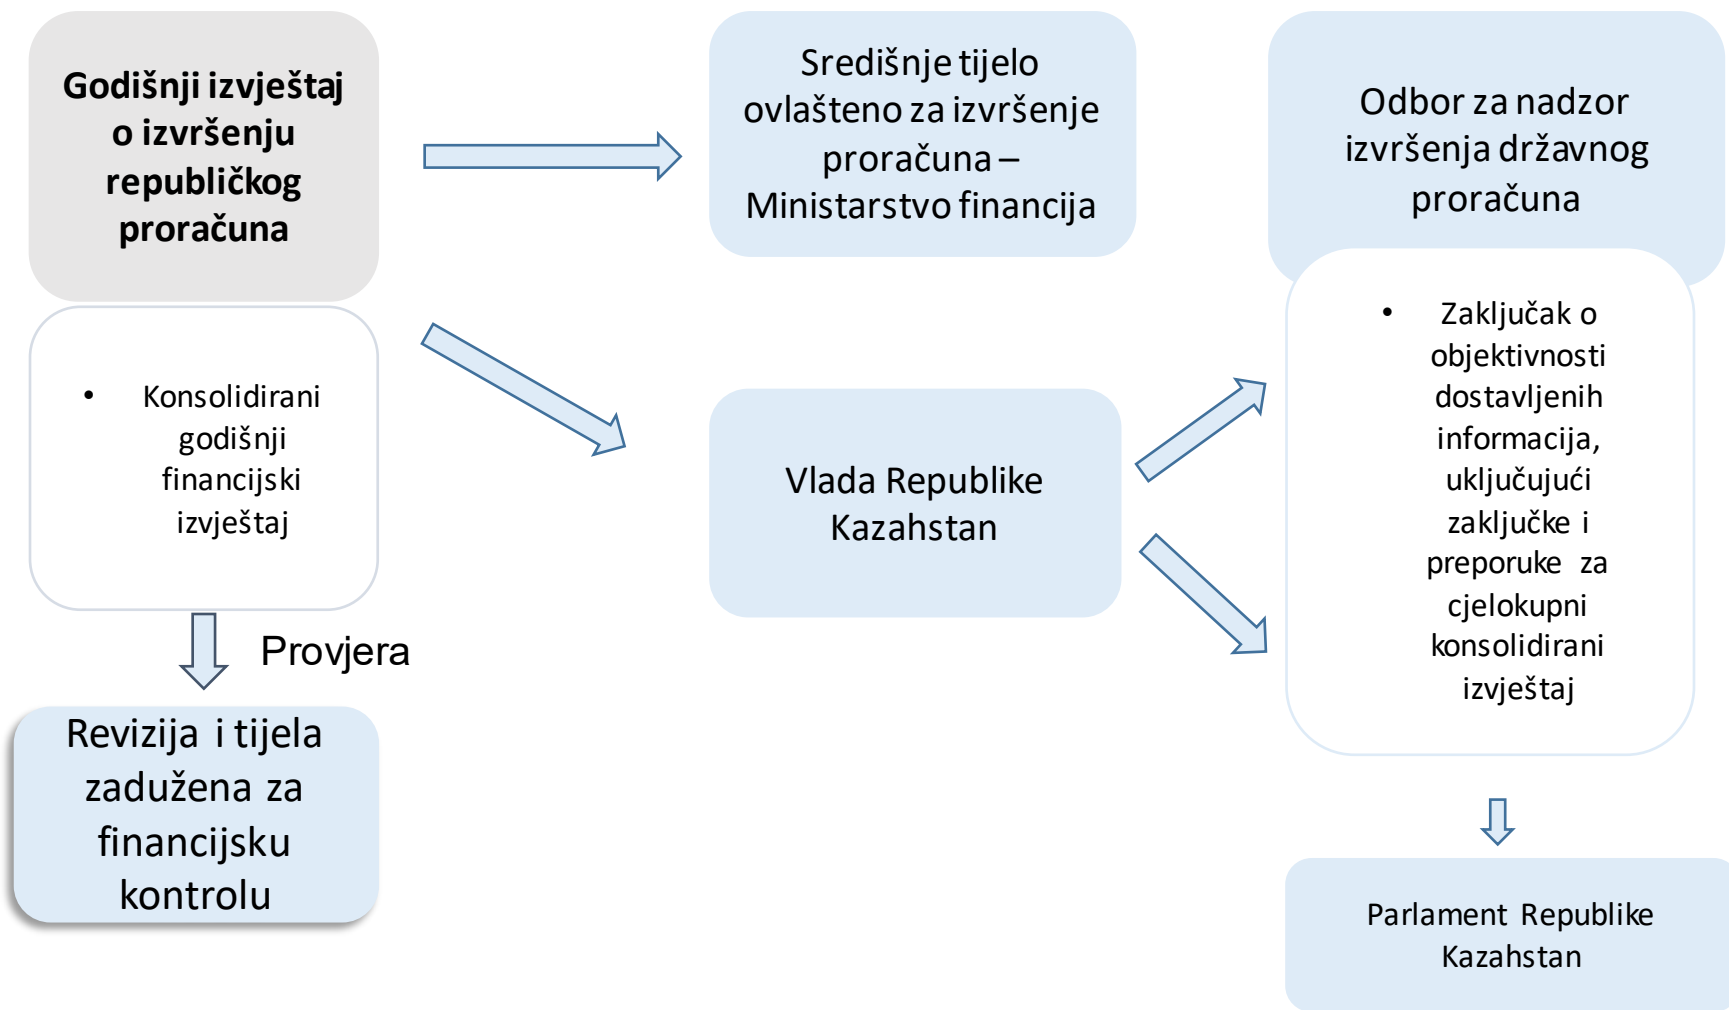 Godišnji izvještaj
o izvršenju
republičkog
proračuna
• Konsolidirani
godišnji
financijski
izvještaj
Provjera
Revizija i tijela
zadužena za
financijsku
kontrolu
Središnje tijelo
ovlašteno za izvršenje
proračuna –
Ministarstvo financija
Vlada Republike
Kazahstan
Odbor za nadzor
izvršenja državnog
proračuna
• Zaključak o
objektivnosti
dostavljenih
informacija,
uključujući
zaključke i
preporuke za
cjelokupni
konsolidirani
izvještaj
Parlament Republike
Kazahstan